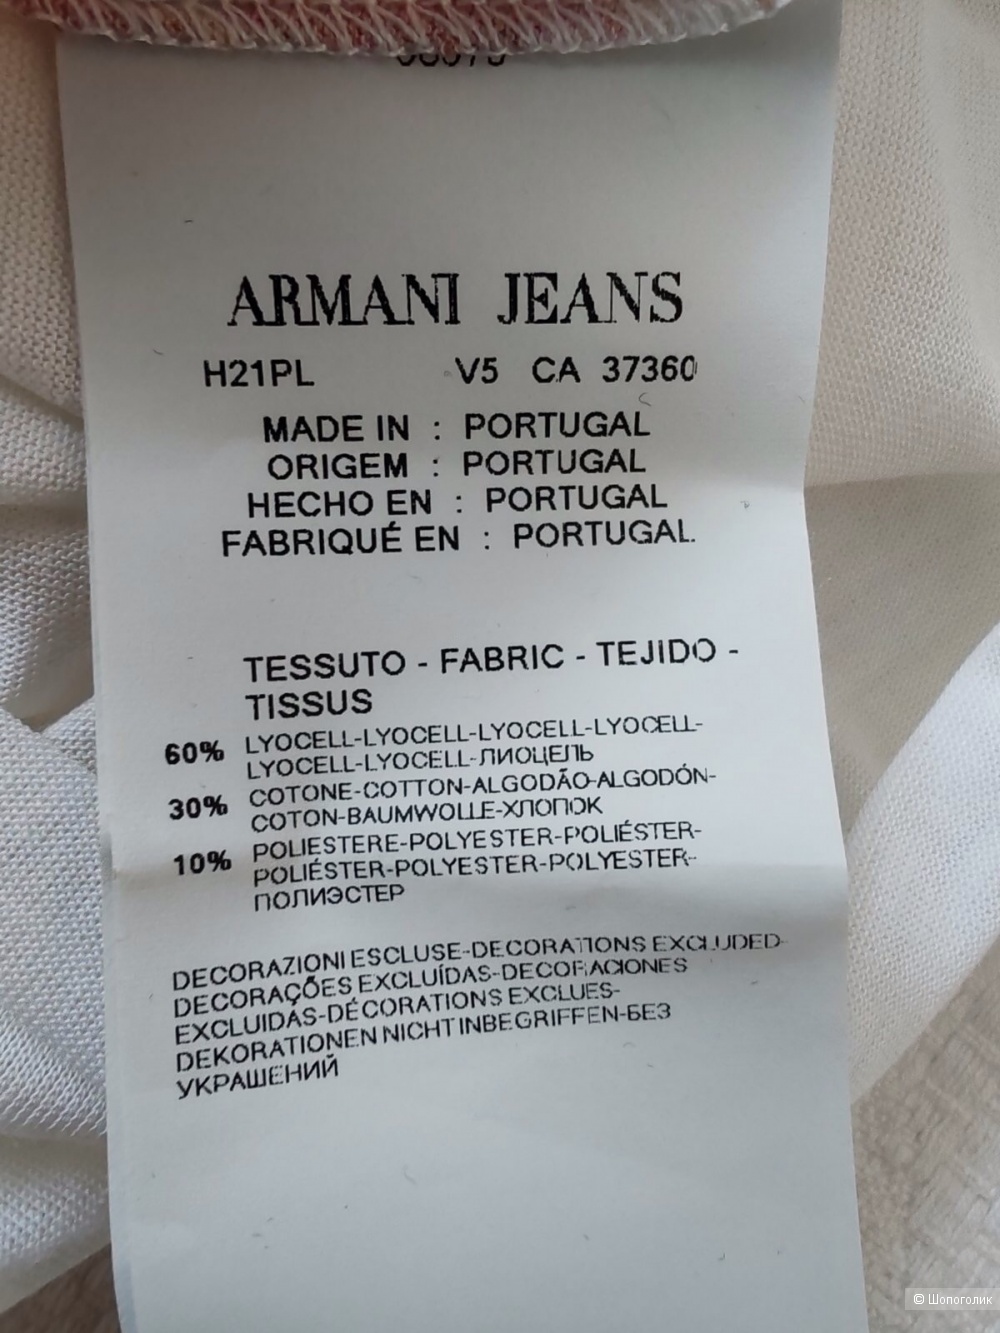 ARMANI JEANS
H21PL V5 CA 37360
MADE IN : PORTUGAL
ORIGEM : PORTUGAL
HECHO EN : PORTUGAL
FABRIQUÉ EN : PORTUGAL.
TESSUTO - FABRIC - TEJIDO -
TISSUS
60% LYOCELL-LYOCELL-LYOCELL-LYOCELL-
LYOCELL-LYOCELL-ЛИОЦЕЛЬ
30% COTONE-COTTON-ALGODÃO-ALGODÓN-
COTON-BAUMWOLLE-ХЛОПОК
10% POLIESTERE-POLYESTER-POLIÉSTER-
POLIÉSTER-POLYESTER-POLYESTER-
ПОЛИЭСТЕР
DECORAZIONI ESCLUSE-DECORATIONS EXCLUDED-
DECORAÇÕES EXCLUÍDAS-DECORACIONES
EXCLUIDAS-DÉCORATIONS EXCLUES-
DEKORATIONEN NICHT INBEGRIFFEN-БЕЗ
УКРАШЕНИЙ
© Шопоголик